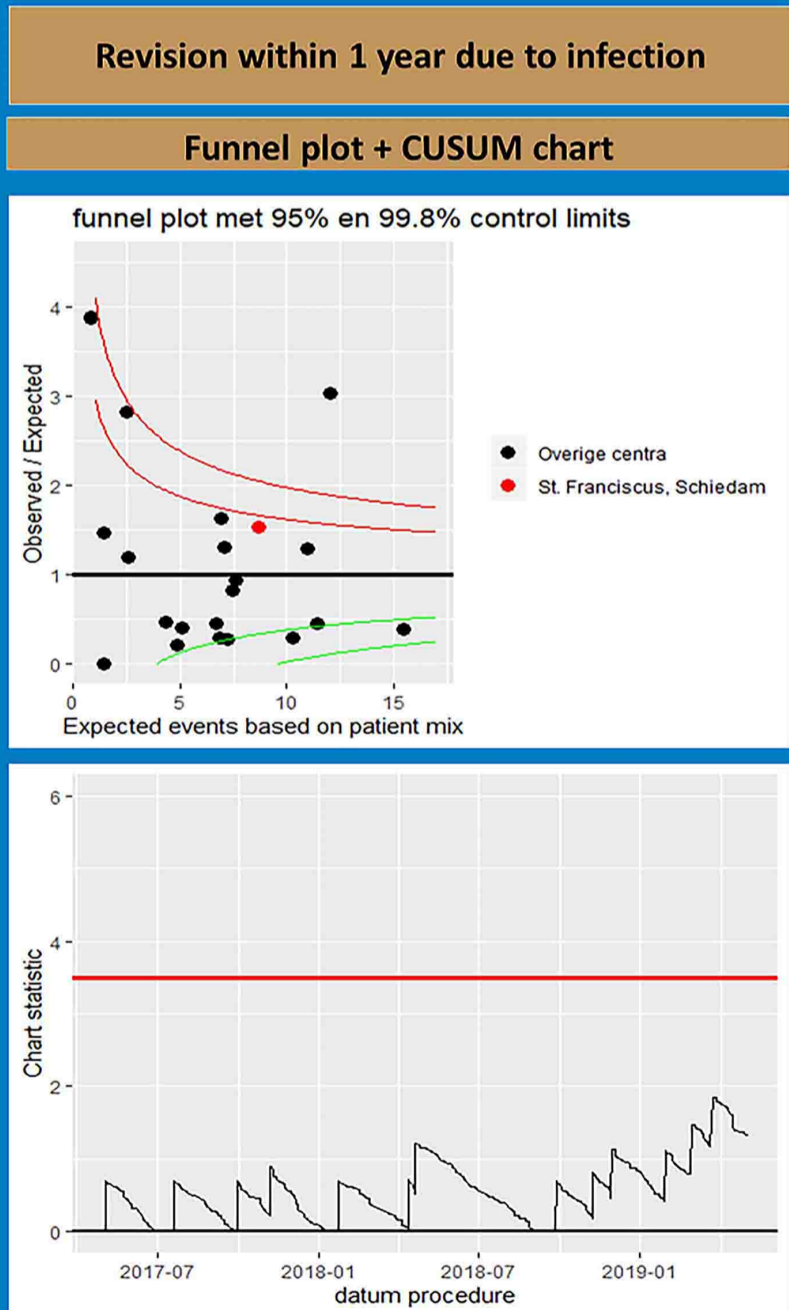 Revision within 1 year due to infection
Funnel plot + CUSUM chart
funnel plot met 95% en 99.8% control limits
Observed / Expected
4
3
2
1
0
0 5 10 15
Expected events based on patient mix
Overige centra
St. Franciscus, Schiedam
Chart statistic
6
4
2
0
2017-07 2018-01 2018-07 2019-01
datum procedure